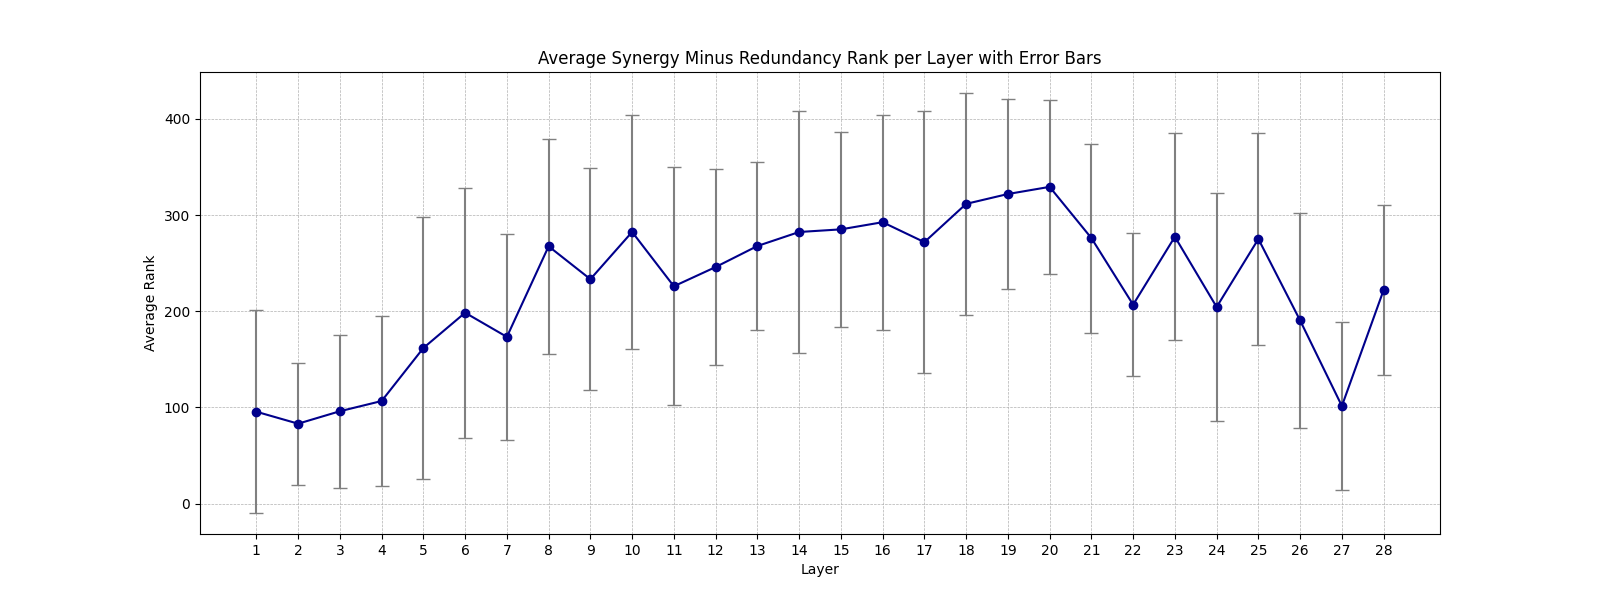 Average Synergy Minus Redundancy Rank per Layer with Error Bars
400
300
200
100
0
Average Rank
1 2 3 4 5 6 7 8 9 10 11 12 13 14 15 16 17 18 19 20 21 22 23 24 25 26 27 28
Layer